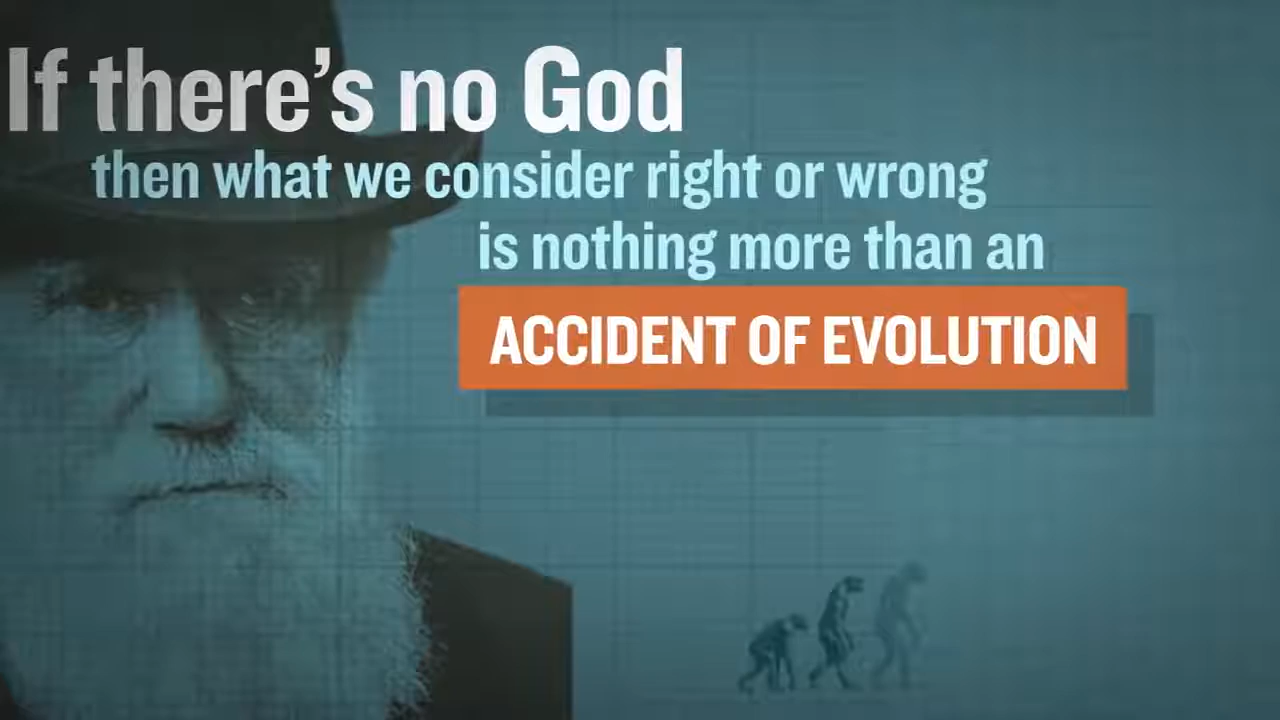 If there's no God
then what we consider right or wrong
is nothing more than an
ACCIDENT OF EVOLUTION